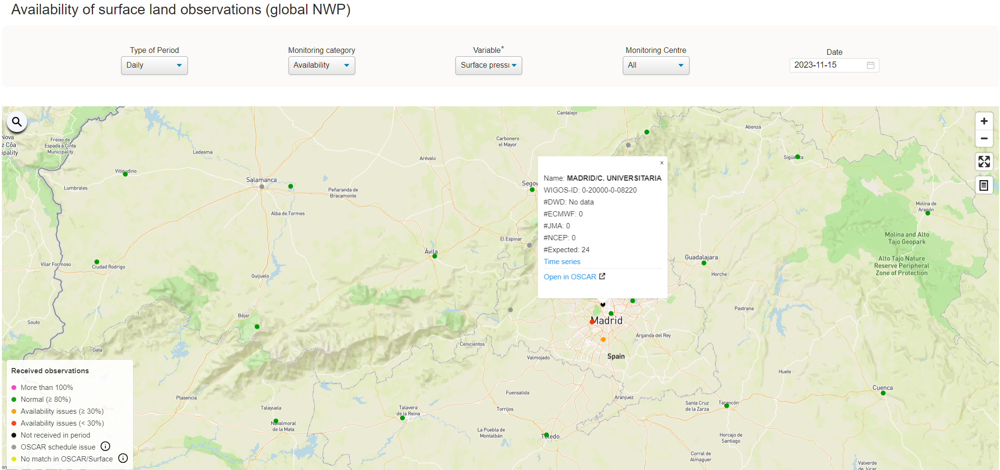 Availability of surface land observations (global NWP)
Type of Period
Monitoring category
Variable*
Monitoring Centre
Date
Daily
Availability
Surface pressu
All
2023-11-15
Cantalejo
Atienza
Nova
z Côa
ipality
Freixo de
Espada à Cinta
Municipality
Ledesma
Carbonero
el Mayor
Arévalo
Sigüenza
Vitigudino
Lumbrales
Salamanca
Peñaranda de
Bracamonte
Segov
Alba de Tormes
Molina de
Aragón
El Espinar
Ávila
Molina and Alto
Tajo Geopark
Alto Tajo Nature
Reserve Peripheral
Zone of Protection
Vilar Formoso
Ciudad Rodrigo
Guijuelo
Guadalajara
Horche
×
Name: MADRID/C. UNIVERSITARIA
WIGOS-ID: 0-20000-0-08220
#DWD: No data
#ECMWF: 0
#JMA: 0
#NCEP: 0
#Expected: 24
Time series
Open in OSCAR
Pastrana
Béjar
Souto
Madrid
Arganda del Rey
Cenicientos
Gata
Valmojado
Spain
Huete
Plasencia
Fuensalida
Aranjuez
Cuenca
Talayuela
Talavera
de la Reina
Torrijos
Santa Cruz
de la Zarza
Tarancón
Navalmoral
de la Mata
La Puebla de
Montalbán
Toledo
Horcajo de
Santiago
Corral de
Almaguer
Valverde
de Júcar
Received observations
More than 100%
Normal (≥ 80%)
Availability issues (≥ 30%)
Availability issues (< 30%)
Not received in period
OSCAR schedule issue
No match in OSCAR/Surface